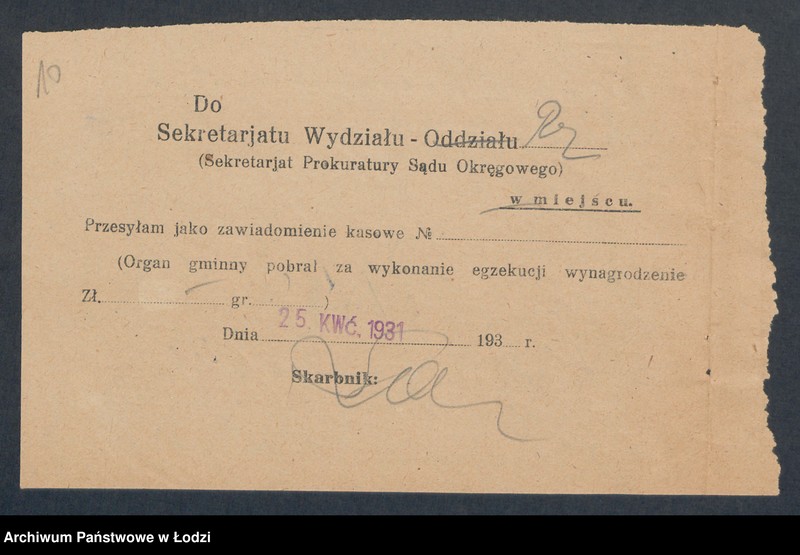 10
Do
Sekretarjatu Wydziału - Oddziału
(Sekretarjat Prokuratury Sądu Okręgowego)
w miejscu.
Przesyłam jako zawiadomienie kasowe №
(Organ gminny pobrał za wykonanie egzekucji wynagrodzenie
Zł. gr. )
Dnia 25. KWć. 1931 193 r.
Skarbnik:
Archiwum Państwowe w Łodzi